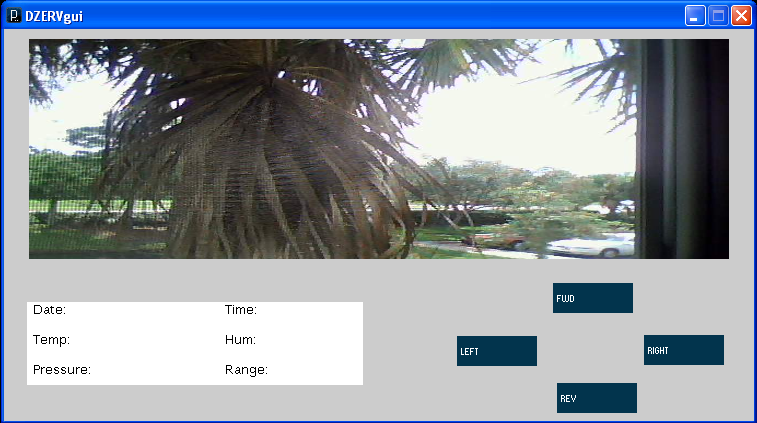 DZERVgui
Date: Time:
Temp: Hum:
Pressure: Range:
FWD
LEFT RIGHT
REV